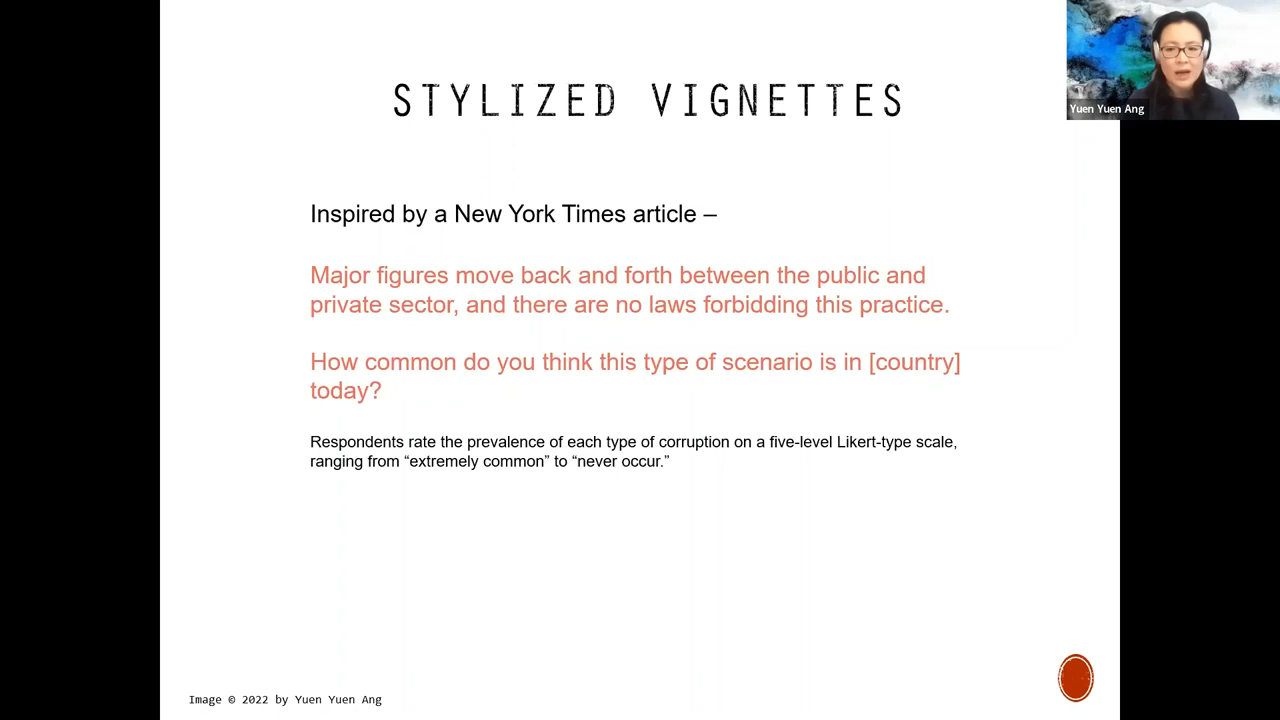 STYLIZED VIGNETTES
Yuen Yuen Ang
Inspired by a New York Times article –
Major figures move back and forth between the public and
private sector, and there are no laws forbidding this practice.
How common do you think this type of scenario is in [country]
today?
Respondents rate the prevalence of each type of corruption on a five-level Likert-type scale,
ranging from “extremely common” to “never occur.”
Image © 2022 by Yuen Yuen Ang